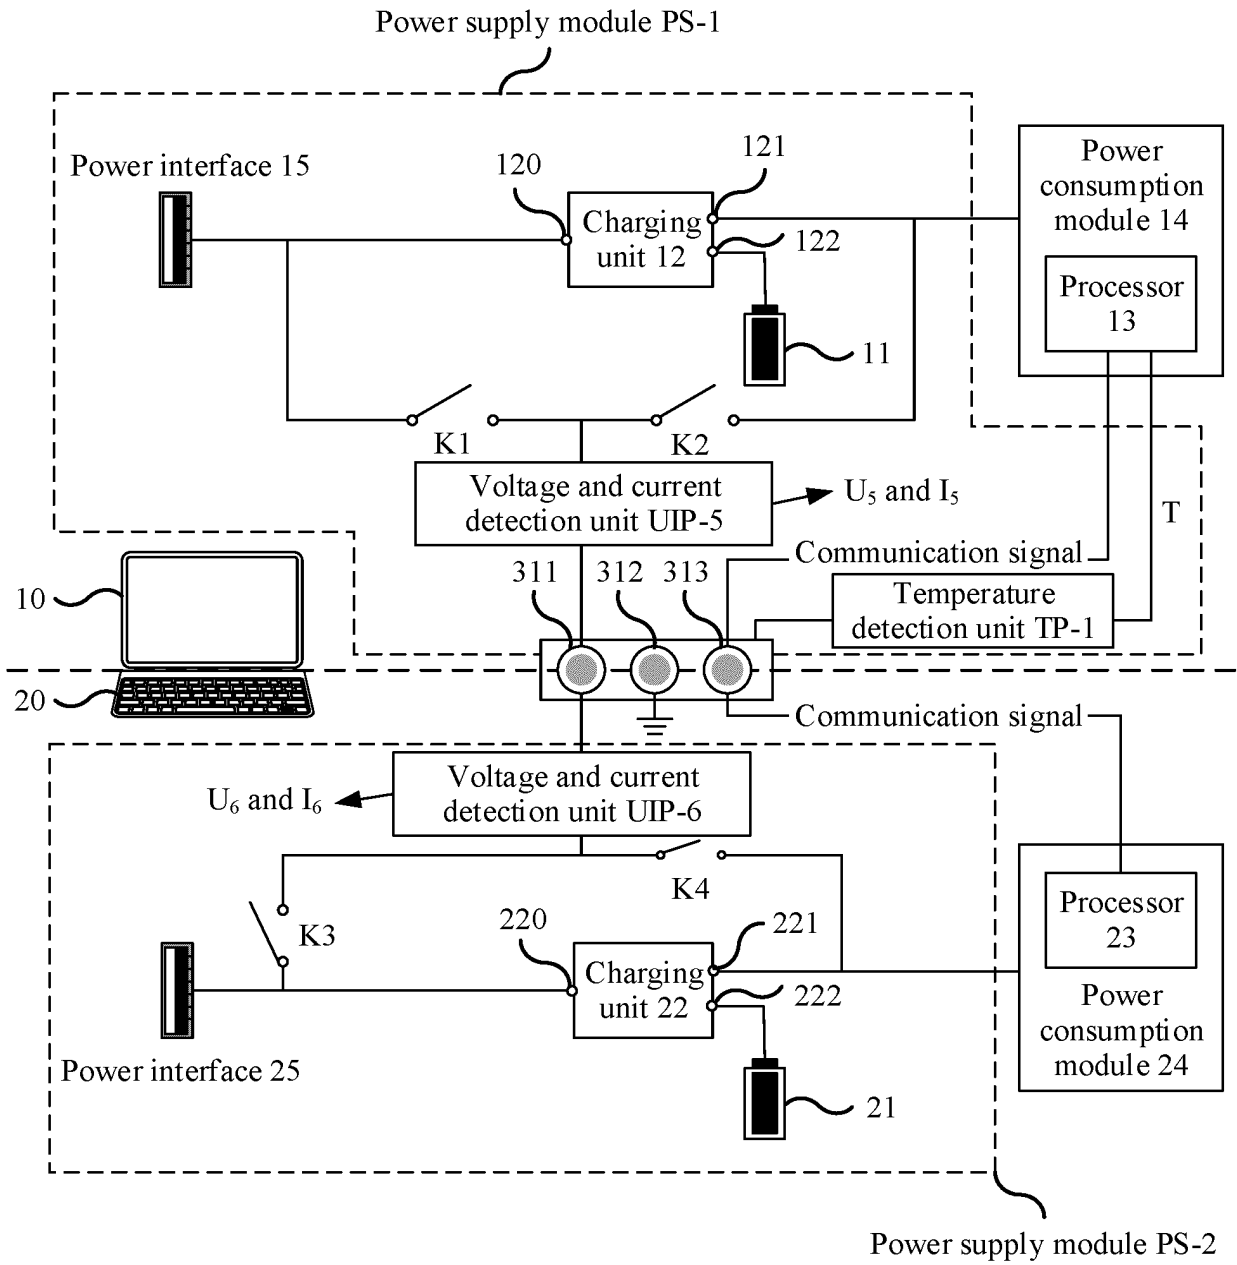 Power supply module PS-1
Power interface 15
120
121
122
Charging
unit 12
Power
consumption
module 14
Processor
13
11
K1
K2
Voltage and current
detection unit UIP-5
U5 and I5
T
Communication signal
311
312
313
Temperature
detection unit TP-1
10
20
Communication signal
Voltage and current
detection unit UIP-6
U6 and I6
K4
K3
220
221
222
Charging
unit 22
Processor
23
Power
consumption
module 24
Power interface 25
21
Power supply module PS-2